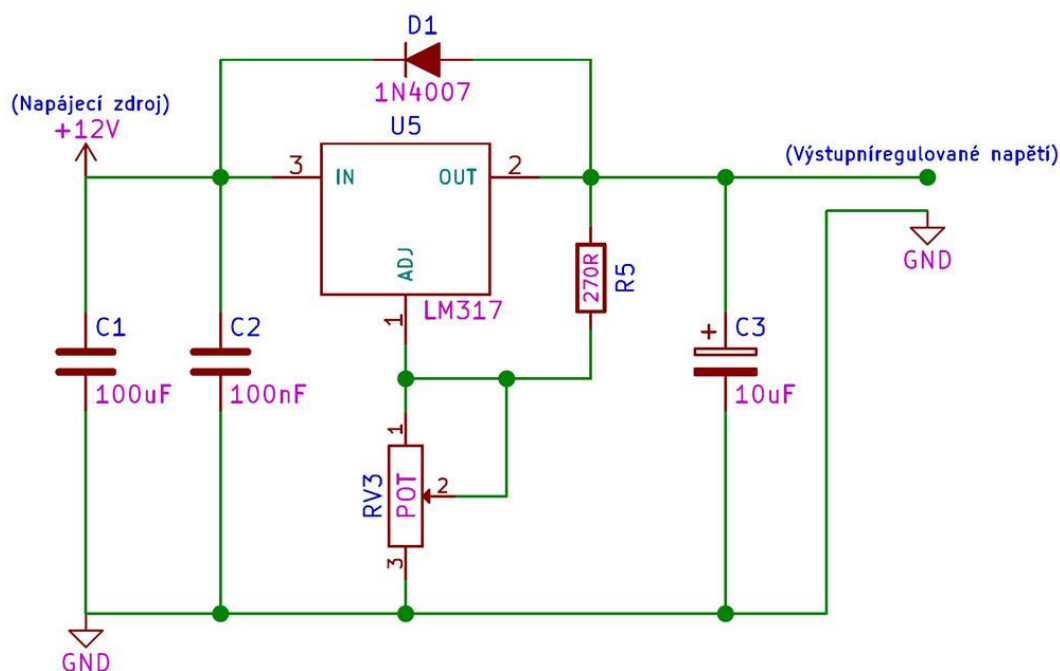 D1
1N4007
(Napájecí zdroj)
+12V
U5
3
IN
OUT
2
(Výstupníregulované napětí)
ADJ
1
LM317
270R
R5
GND
C1
100uF
C2
100nF
+
C3
10uF
1
RV3
POT
2
3
GND